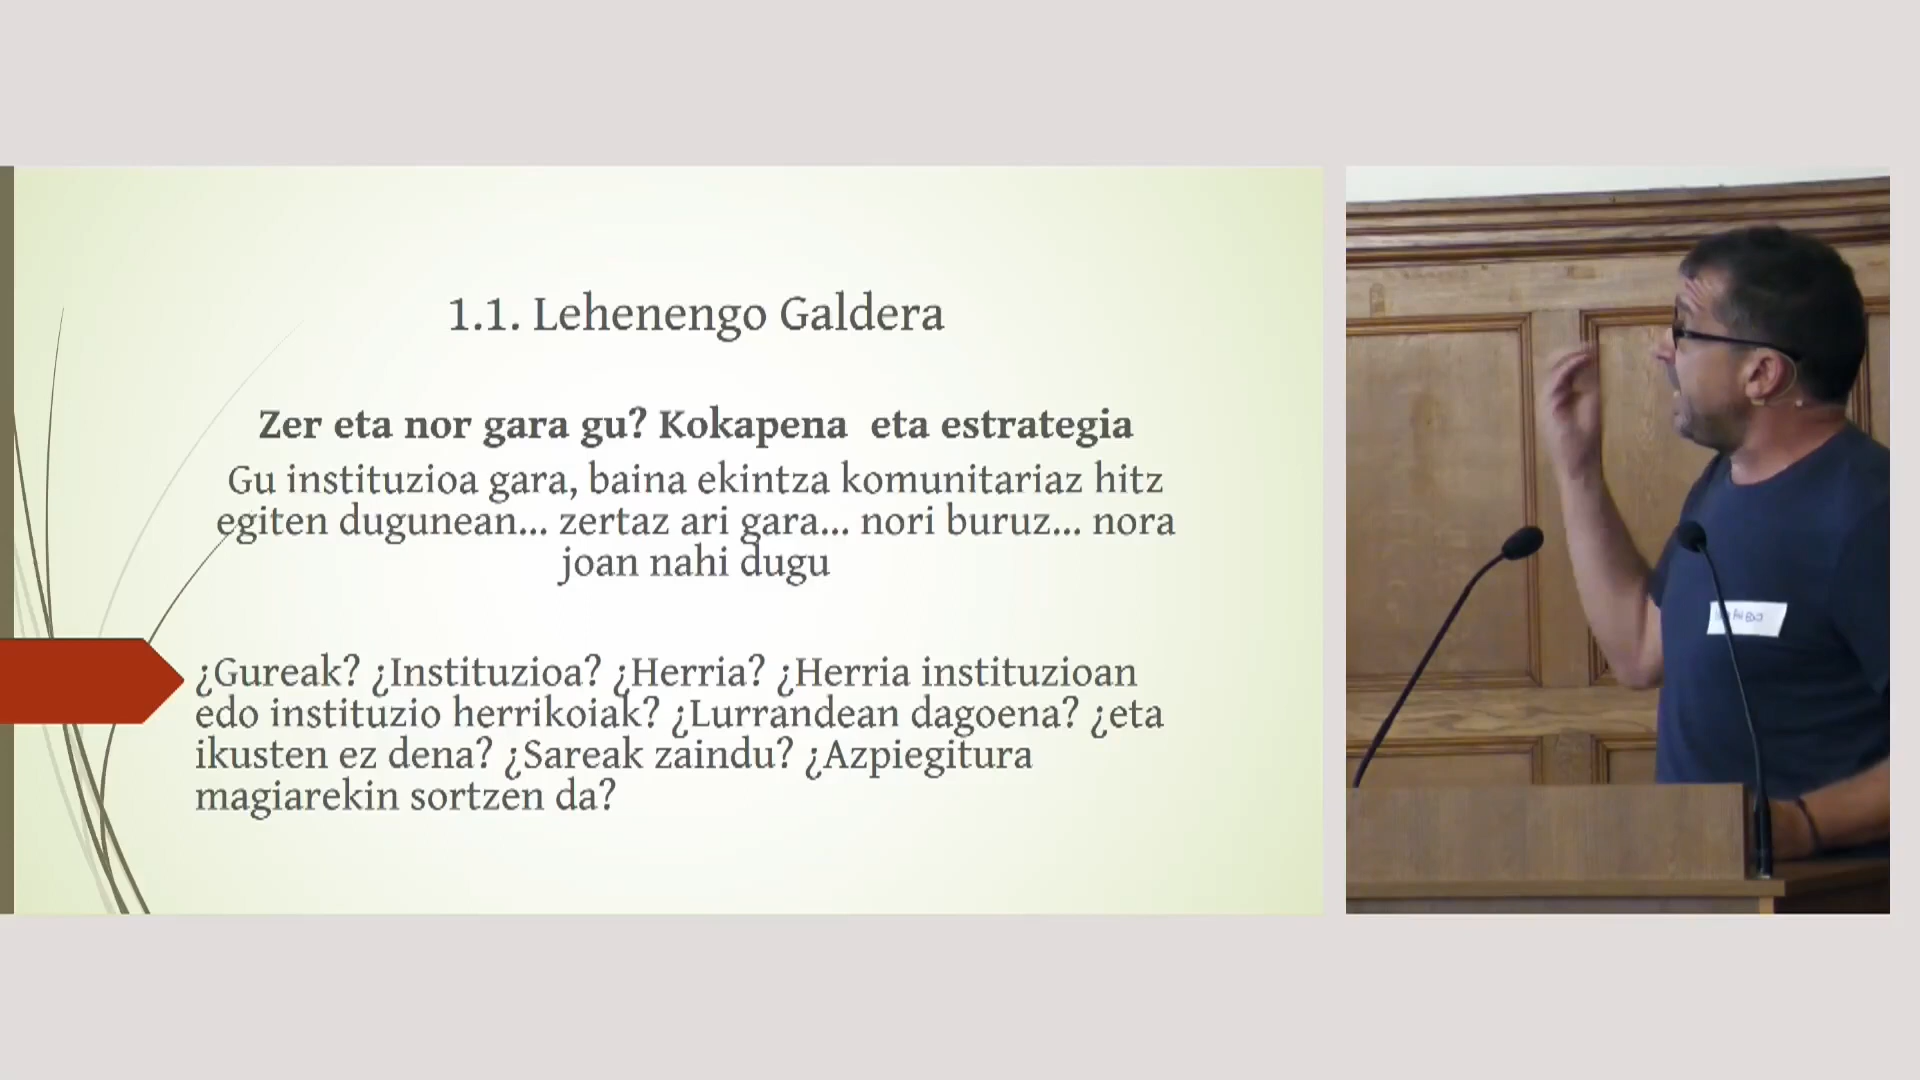 1.1. Lehenengo Galdera
Zer eta nor gara gu? Kokapena eta estrategia
Gu instituzioa gara, baina ekintza komunitariaz hitz
egiten dugunean... zertaz ari gara... nori buruz... nora
joan nahi dugu
¿Gureak? ¿Instituzioa? ¿Herria? ¿Herria instituzioan
edo instituzio herrikoiak? ¿Lurrandean dagoena? ¿eta
ikusten ez dena? ¿Sareak zaindu? ¿Azpiegitura
magiarekin sortzen da?